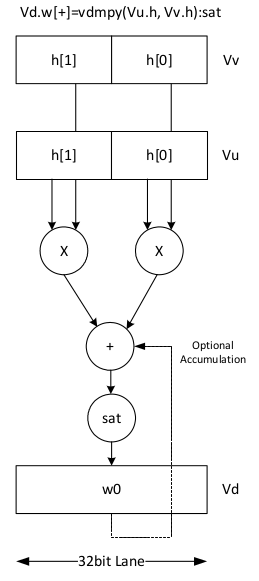 Vd.w[+]=vdmpy(Vu.h, Vv.h):sat
h[1] h[0] Vv
h[1] h[0] Vu
X X
+
Optional
Accumulation
sat
w0 Vd
32bit Lane